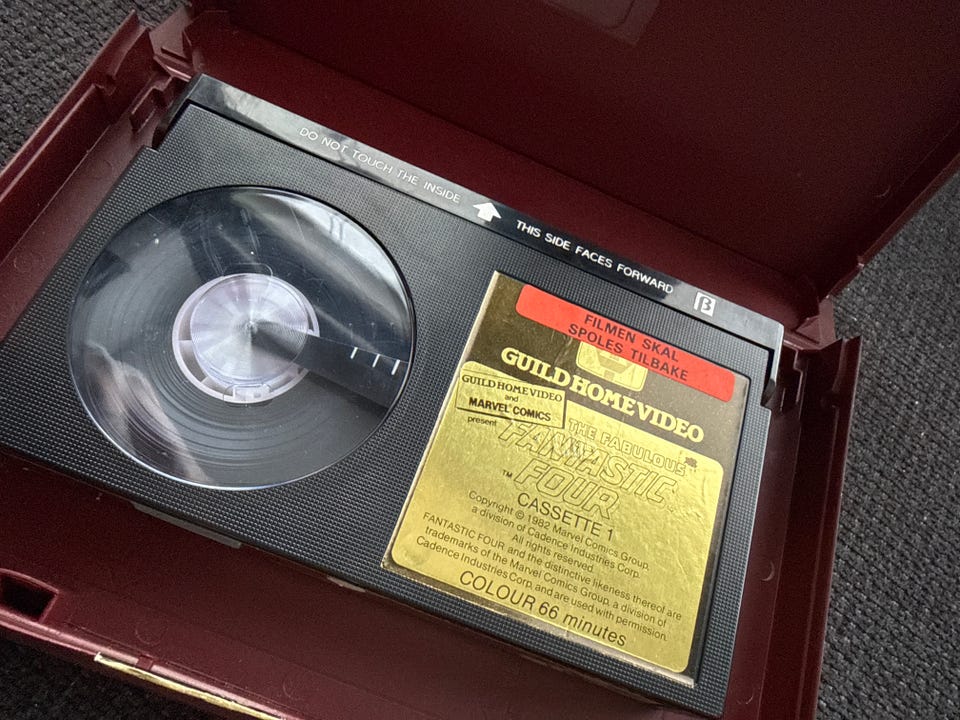 DO NOT TOUCH THE INSIDE
THIS SIDE FACES FORWARD
β
FILMEN SKAL
SPOLES TILBAKE
GUILD HOME VIDEO
GUILD HOME VIDEO
and
MARVEL COMICS
present
THE FABULOUS
FANTASTIC
FOUR
™
CASSETTE 1
Copyright © 1982 Marvel Comics Group,
a division of Cadence Industries Corp.
All rights reserved.
FANTASTIC FOUR and the distinctive likeness thereof are
trademarks of the Marvel Comics Group, a division of
Cadence Industries Corp. and are used with permission.
COLOUR 66 minutes